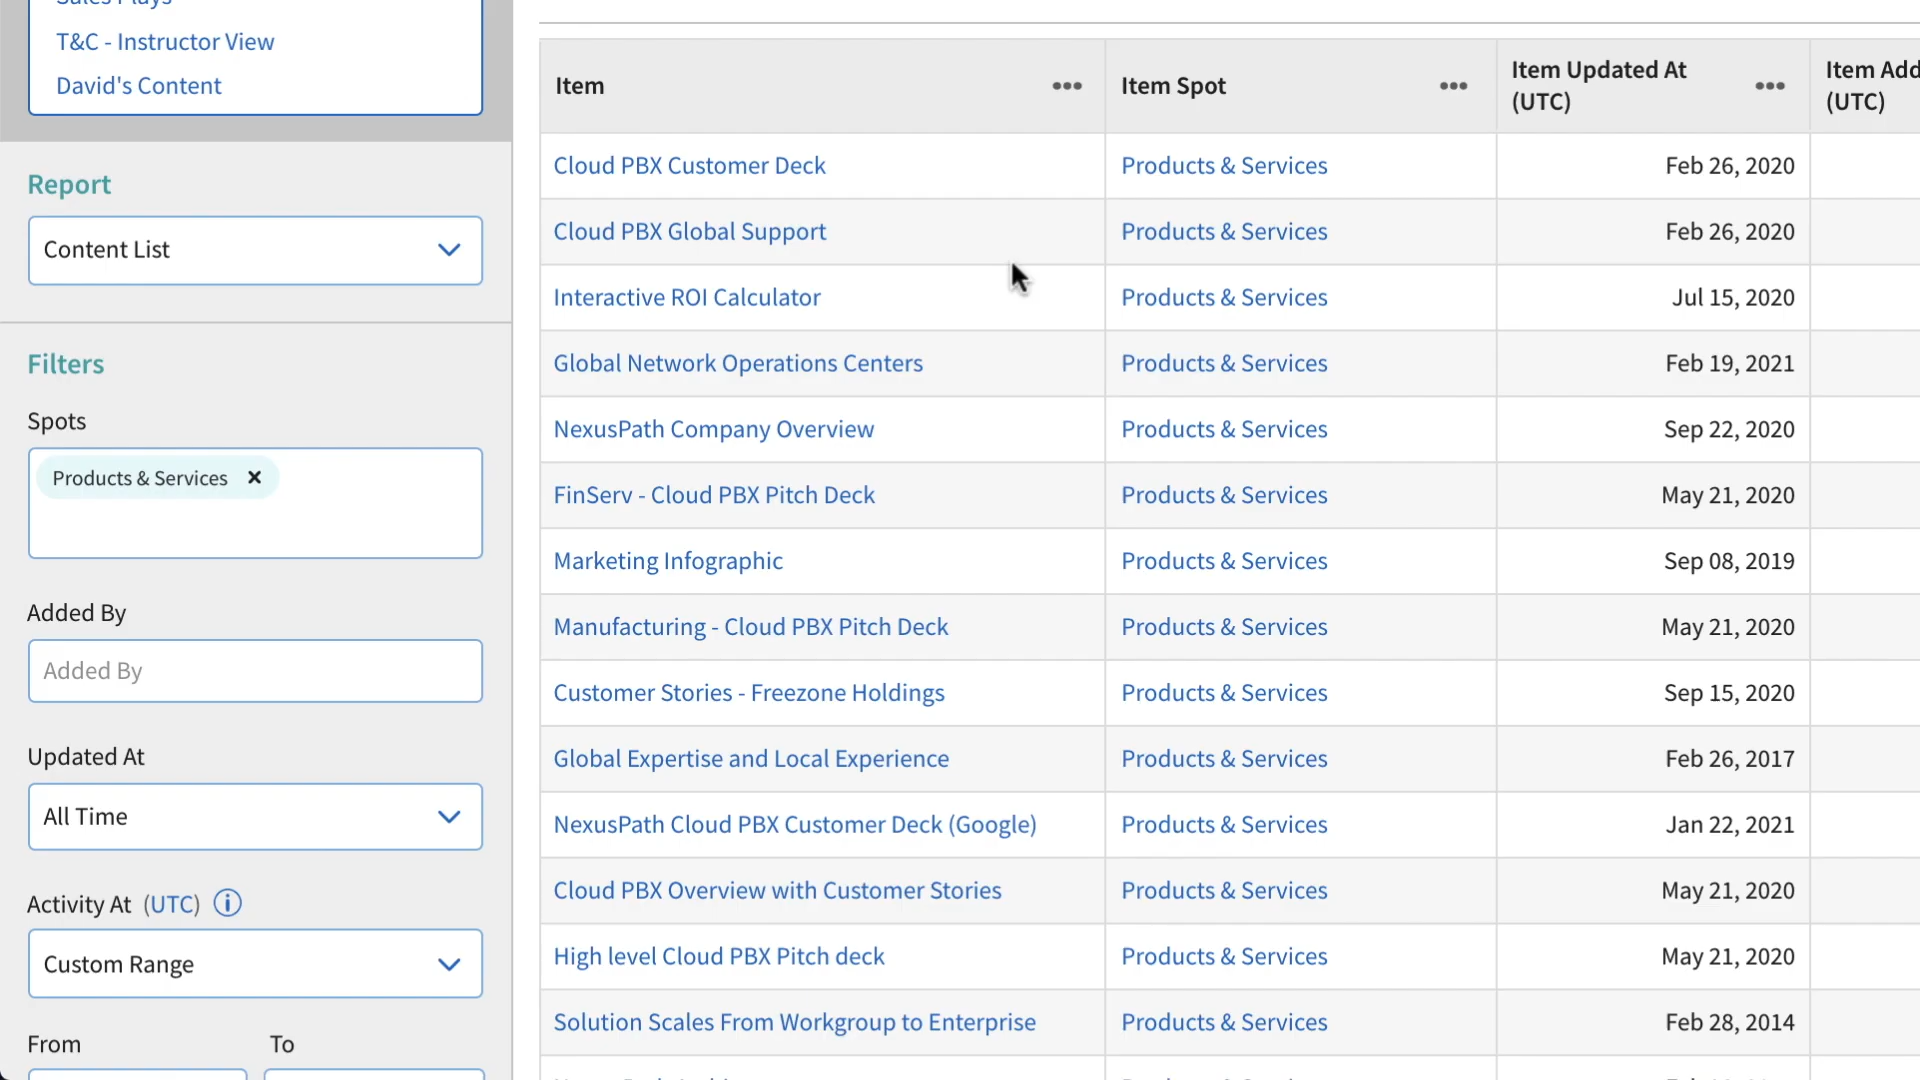 T&C - Instructor View
David's Content
Report
Content List
Filters
Spots
Products & Services
Added By
Added By
Updated At
All Time
Activity At (UTC)
Custom Range
From To
Item Item Spot Item Updated At (UTC) Item Add (UTC)
Cloud PBX Customer Deck Products & Services Feb 26, 2020
Cloud PBX Global Support Products & Services Feb 26, 2020
Interactive ROI Calculator Products & Services Jul 15, 2020
Global Network Operations Centers Products & Services Feb 19, 2021
NexusPath Company Overview Products & Services Sep 22, 2020
FinServ - Cloud PBX Pitch Deck Products & Services May 21, 2020
Marketing Infographic Products & Services Sep 08, 2019
Manufacturing - Cloud PBX Pitch Deck Products & Services May 21, 2020
Customer Stories - Freezone Holdings Products & Services Sep 15, 2020
Global Expertise and Local Experience Products & Services Feb 26, 2017
NexusPath Cloud PBX Customer Deck (Google) Products & Services Jan 22, 2021
Cloud PBX Overview with Customer Stories Products & Services May 21, 2020
High level Cloud PBX Pitch deck Products & Services May 21, 2020
Solution Scales From Workgroup to Enterprise Products & Services Feb 28, 2014